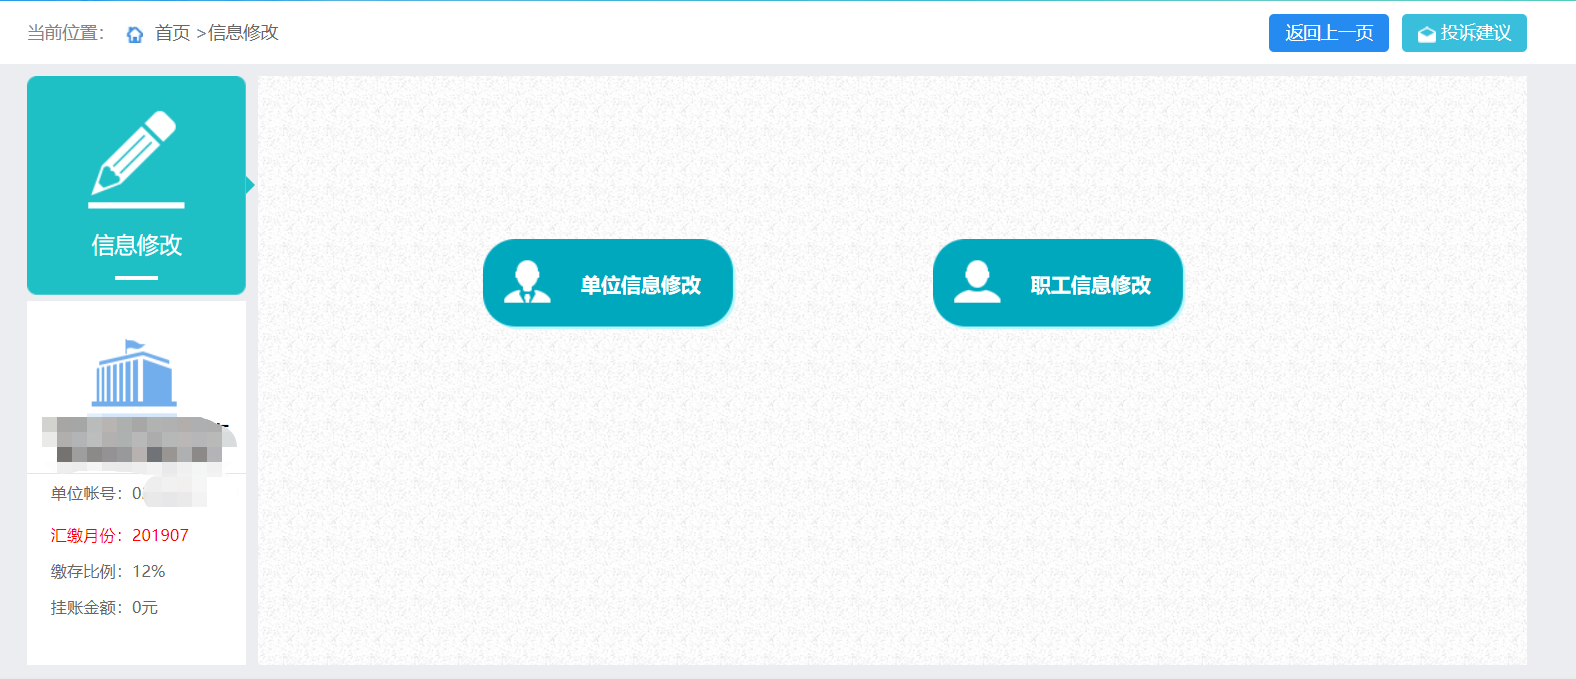 当前位置： 首页 >信息修改
返回上一页
投诉建议
信息修改
单位信息修改
职工信息修改
单位帐号：0
汇缴月份：201907
缴存比例：12%
挂账金额：0元